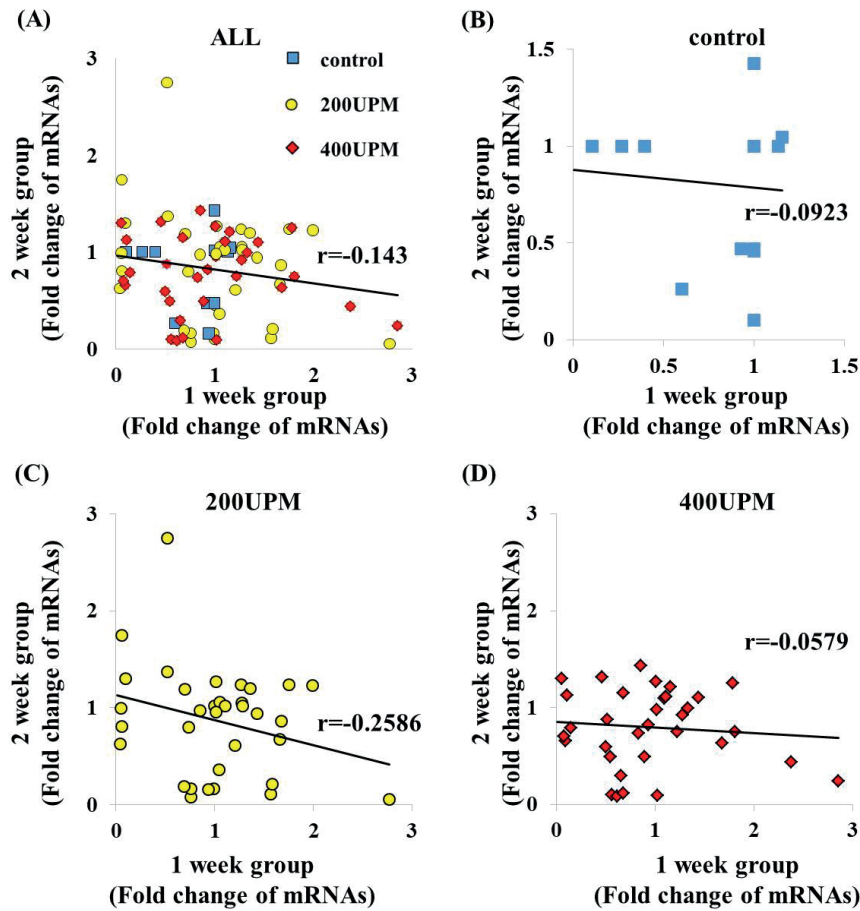 (A)
ALL
3
2
1
0
0
1
2
3
control
200UPM
400UPM
r=-0.143
2 week group
(Fold change of mRNAs)
1 week group
(Fold change of mRNAs)
(B)
control
1.5
1
0.5
0
0
0.5
1
1.5
r=-0.0923
2 week group
(Fold change of mRNAs)
1 week group
(Fold change of mRNAs)
(C)
200UPM
3
2
1
0
0
1
2
3
r=-0.2586
2 week group
(Fold change of mRNAs)
1 week group
(Fold change of mRNAs)
(D)
400UPM
3
2
1
0
0
1
2
3
r=-0.0579
2 week group
(Fold change of mRNAs)
1 week group
(Fold change of mRNAs)